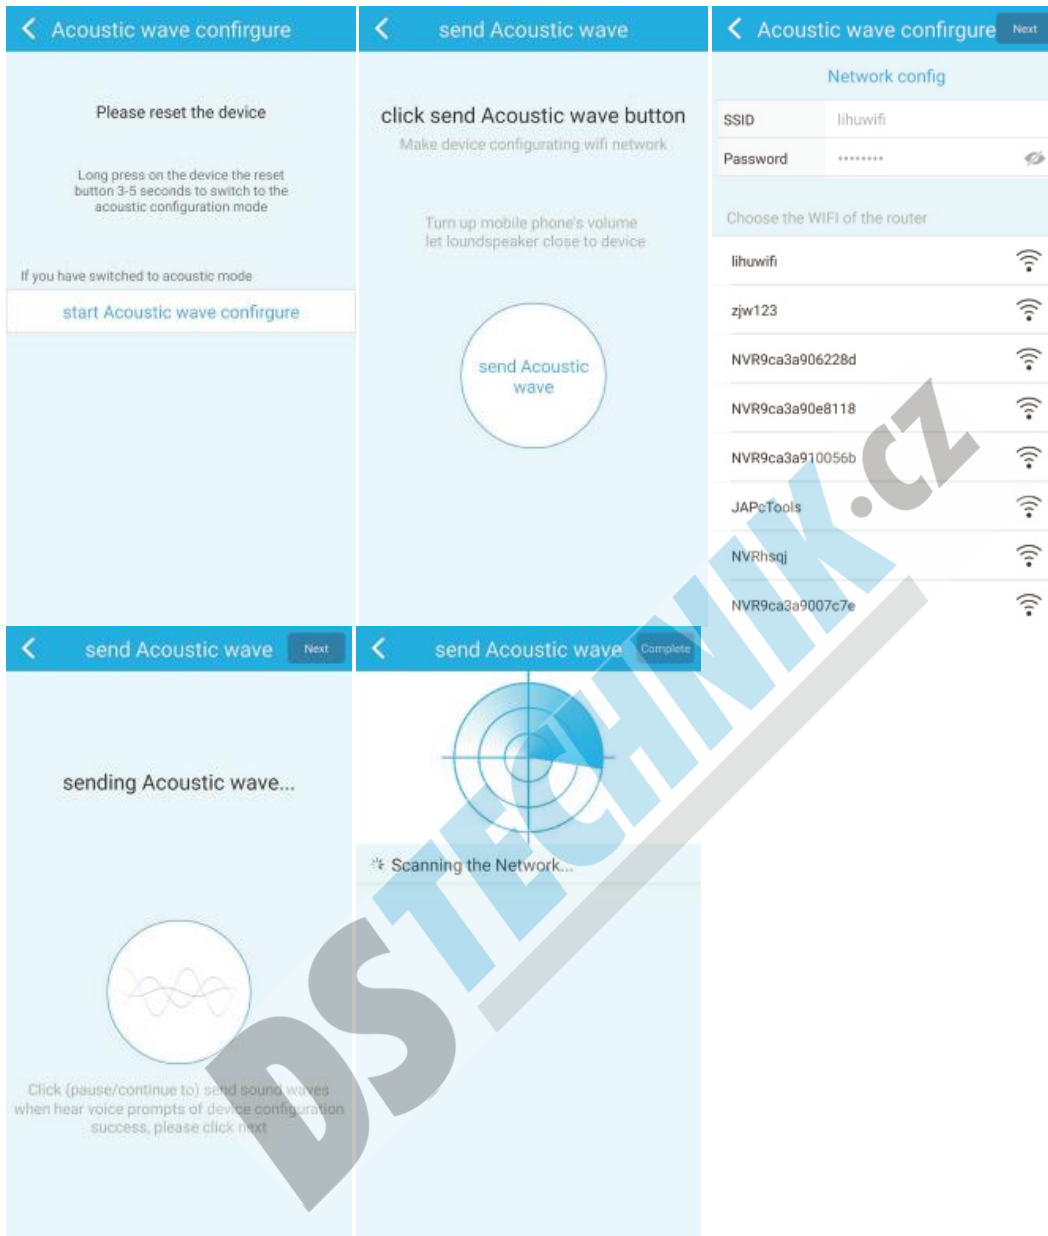 Acoustic wave confirgure
Please reset the device
Long press on the device the reset
button 3-5 seconds to switch to the
acoustic configuration mode
If you have switched to acoustic mode
start Acoustic wave confirgure
send Acoustic wave
click send Acoustic wave button
Make device configurating wifi network
Turn up mobile phone's volume
let loundspeaker close to device
send Acoustic
wave
Acoustic wave confirgure Next
Network config
SSID lihuwifi
Password ••••••••
Choose the WIFI of the router
lihuwifi
zjw123
NVR9ca3a906228d
NVR9ca3a90e8118
NVR9ca3a910056b
JAPcTools
NVRhsqj
NVR9ca3a9007c7e
send Acoustic wave Next
sending Acoustic wave...
Click (pause/continue to) send sound waves
when hear voice prompts of device configuration
success, please click next
send Acoustic wave Complete
Scanning the Network...
DSTECHNIK.cz